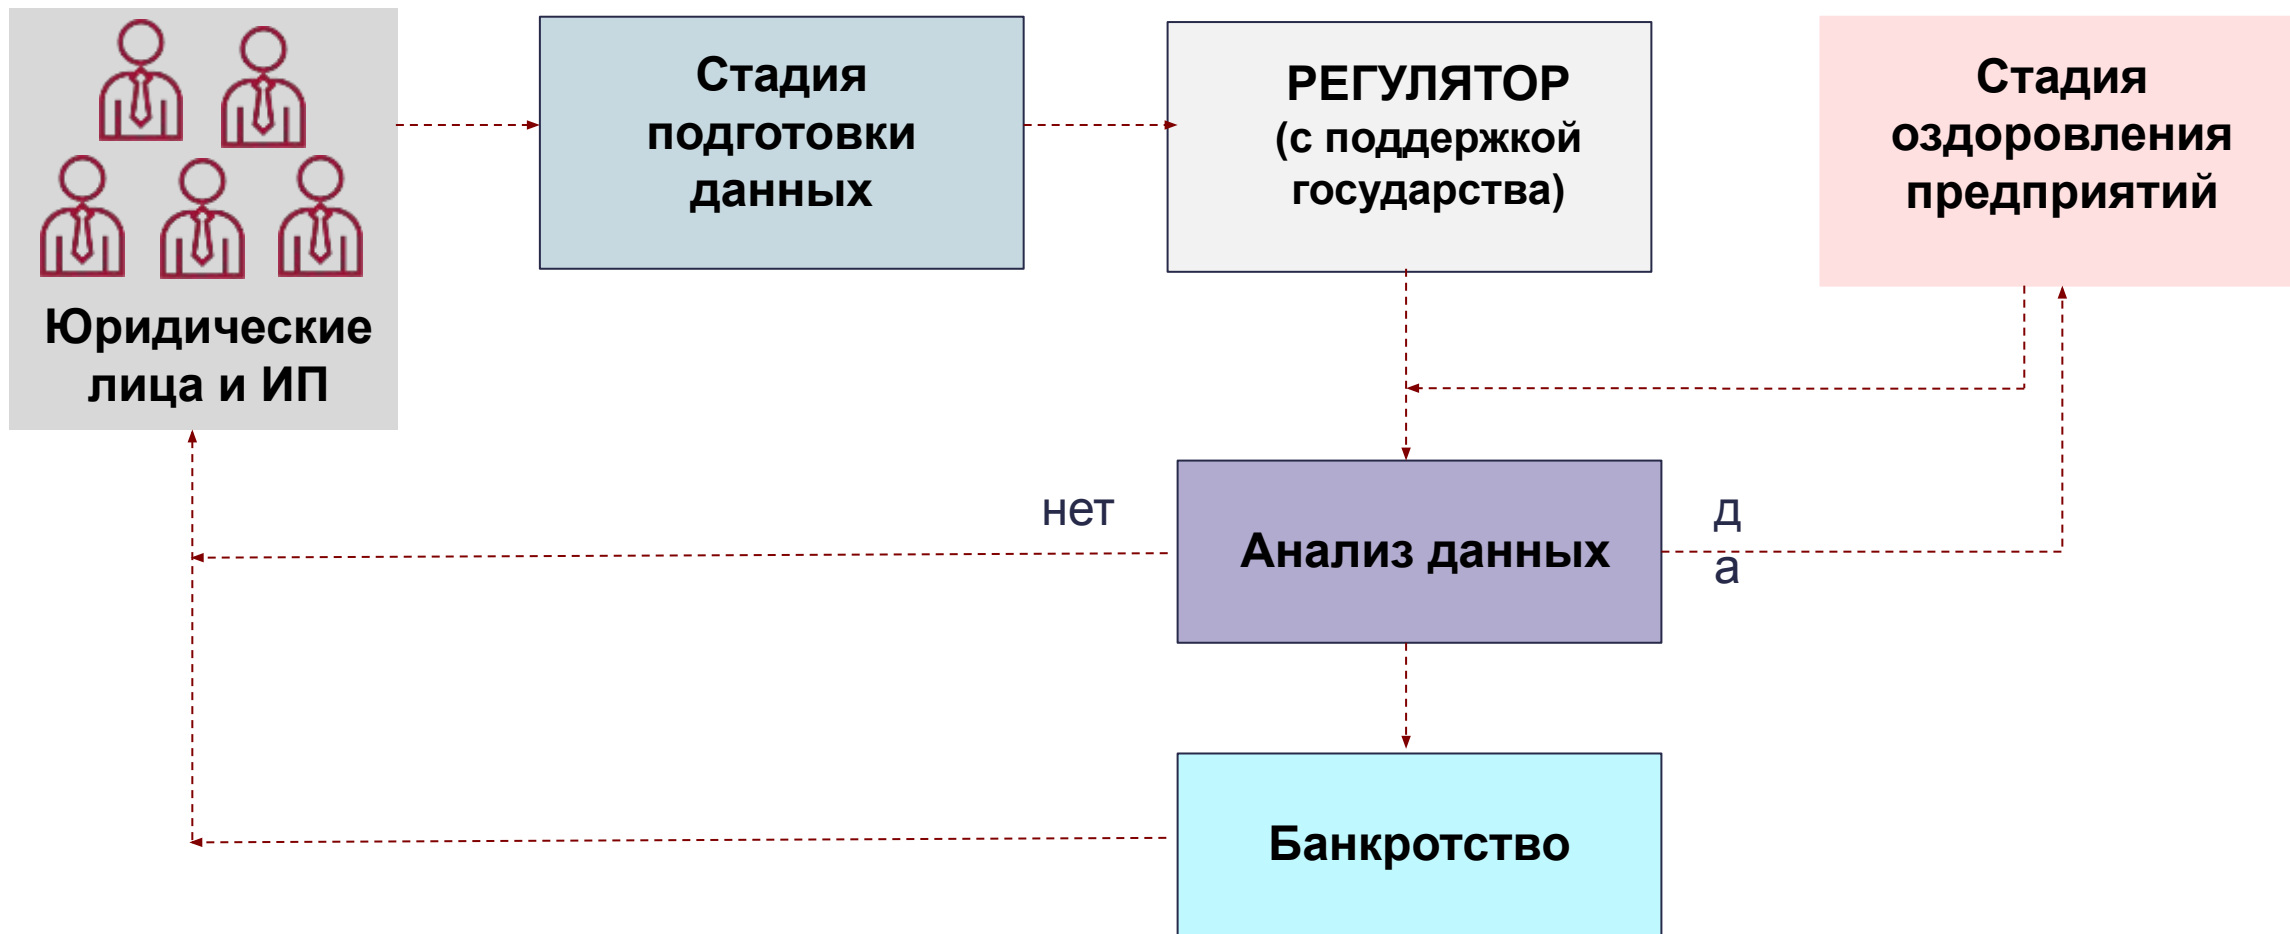 Юридические
лица и ИП
Стадия
подготовки
данных
РЕГУЛЯТОР
(с поддержкой
государства)
Стадия
оздоровления
предприятий
нет
Анализ данных
д
а
Банкротство